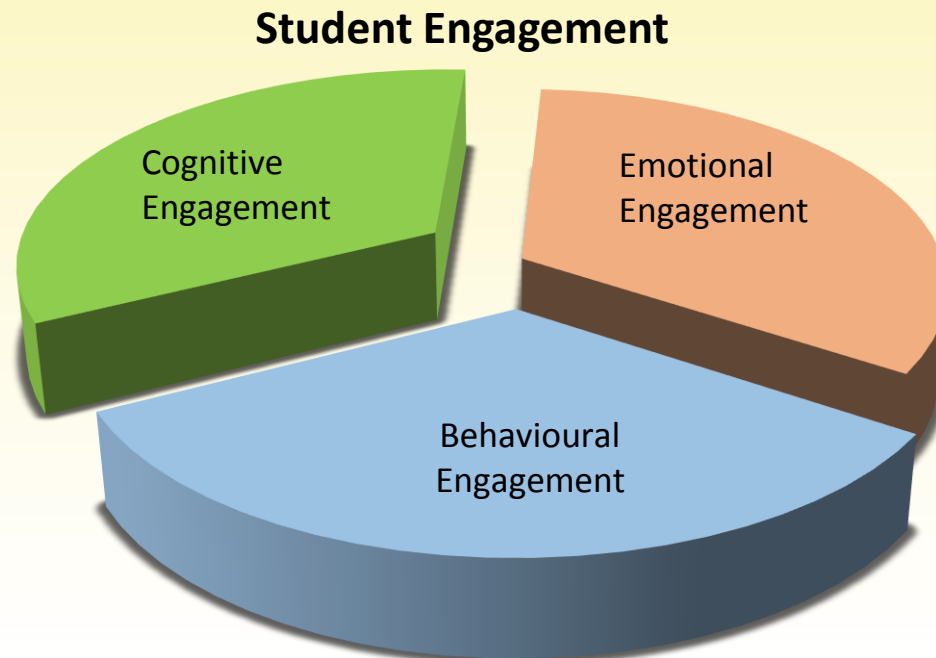 Student Engagement
Cognitive
Engagement
Emotional
Engagement
Behavioural
Engagement